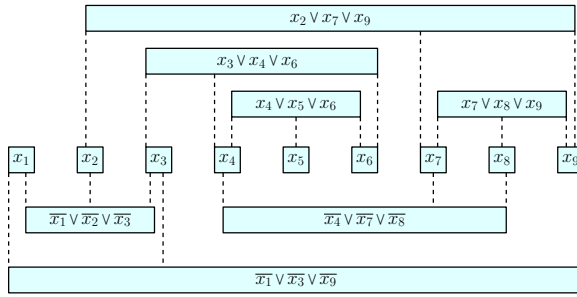 x₂ ∨ x₇ ∨ x₉
x₃ ∨ x₄ ∨ x₆
x₄ ∨ x₅ ∨ x₆ x₇ ∨ x₈ ∨ x₉
x₁ x₂ x₃ x₄ x₅ x₆ x₇ x₈ x₉
x̅₁ ∨ x̅₂ ∨ x̅₃ x̅₄ ∨ x̅₇ ∨ x̅₈
x̅₁ ∨ x̅₃ ∨ x̅₉